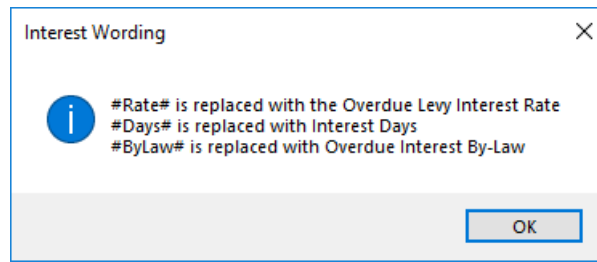 Interest Wording
#Rate# is replaced with the Overdue Levy Interest Rate
#Days# is replaced with Interest Days
#ByLaw# is replaced with Overdue Interest By-Law
OK